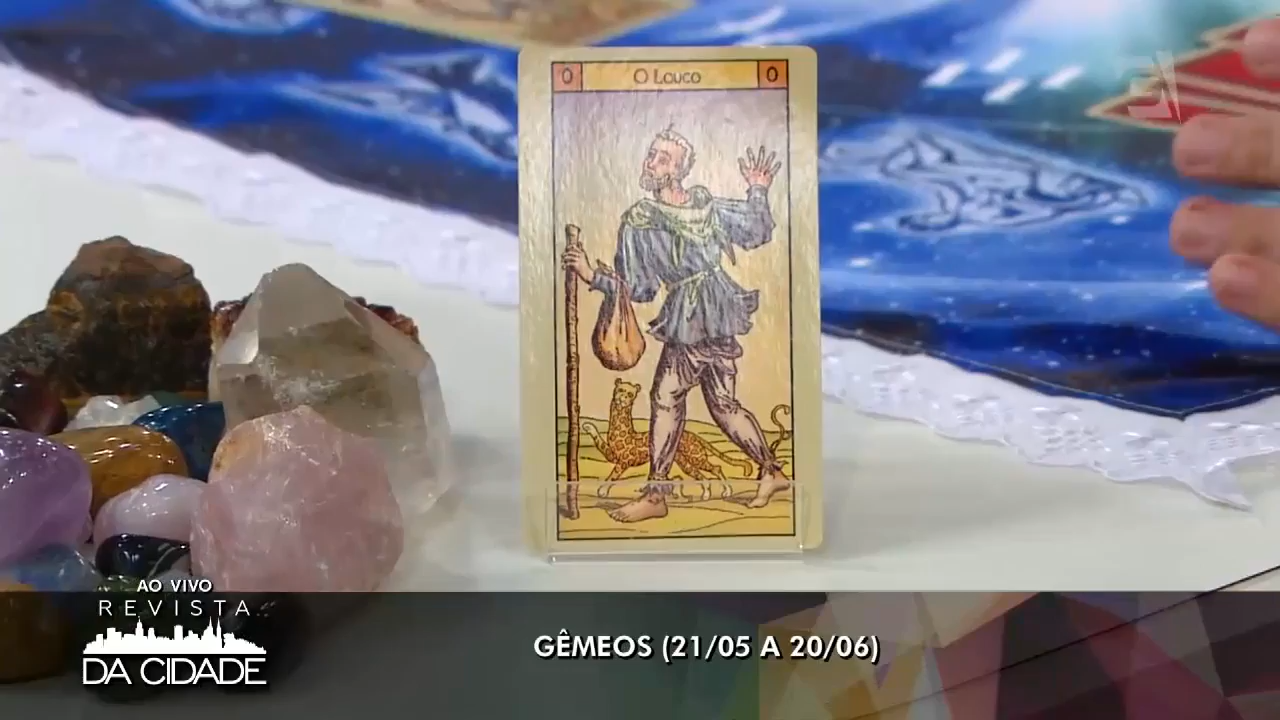 0 O Louco 0
AO VIVO
REVISTA
DA CIDADE
GÊMEOS (21/05 A 20/06)